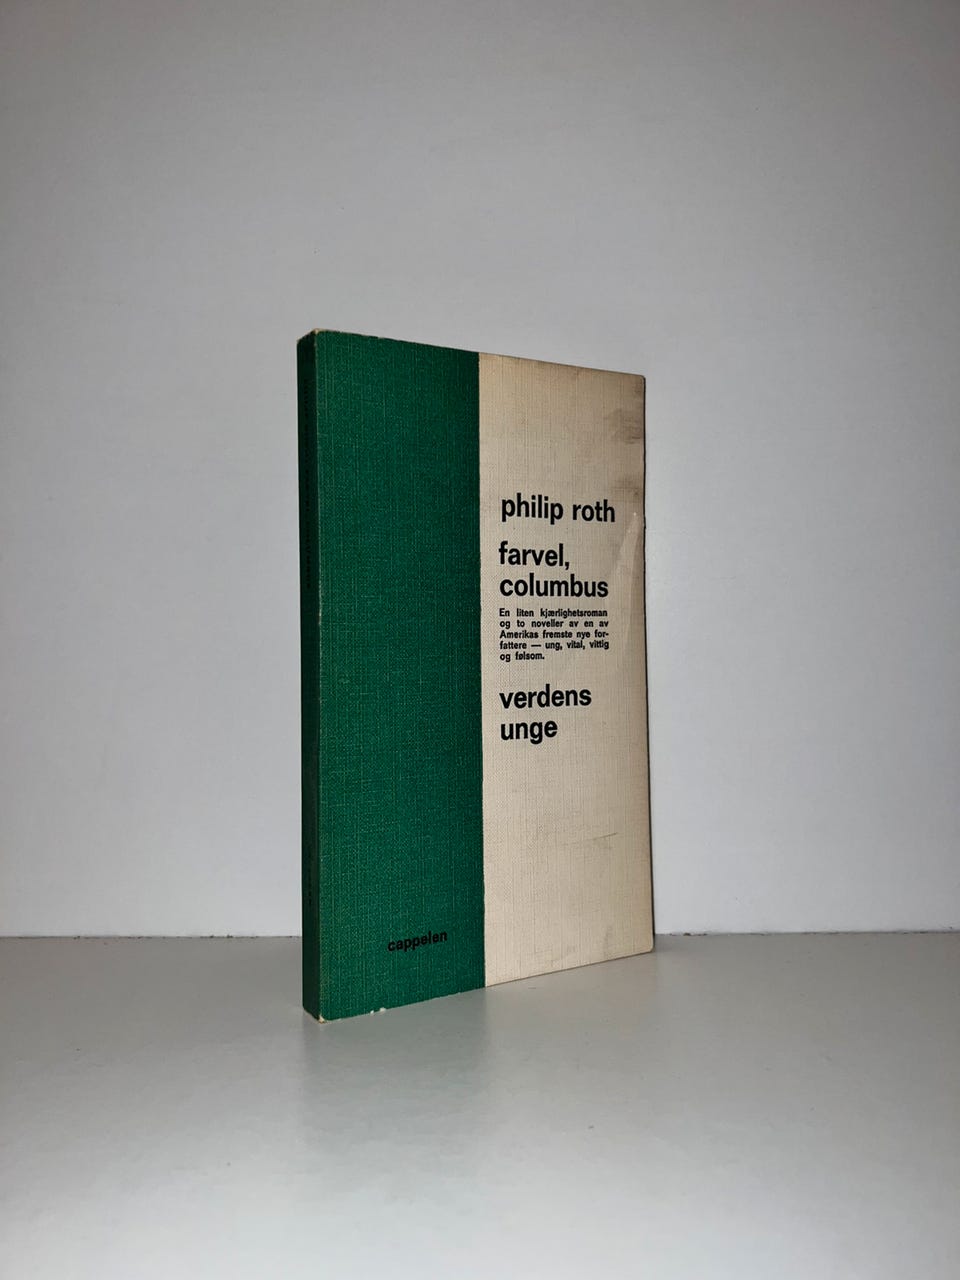 philip roth
farvel,
columbus
En liten kjærlighetsroman
og to noveller av en av
Amerikas fremste nye for-
fattere — ung, vital, vittig
og følsom.
verdens
unge
cappelen